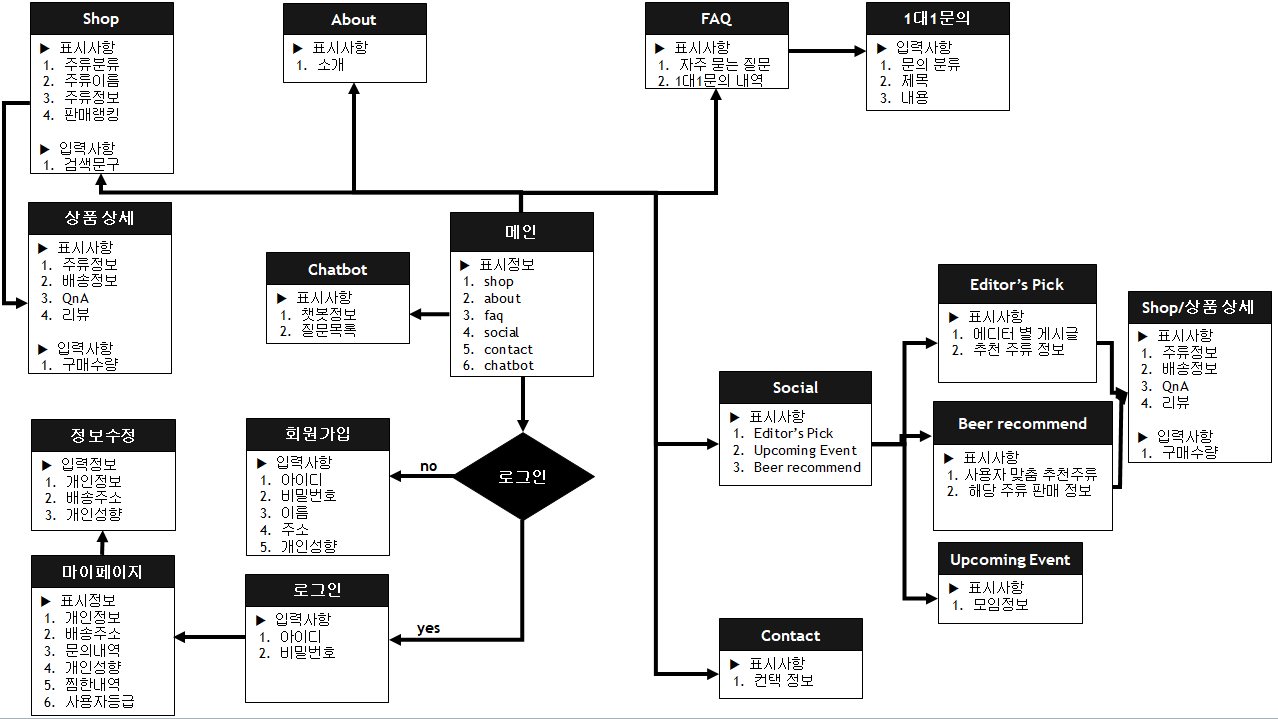 Shop
▶ 표시사항
1. 주류분류
2. 주류이름
3. 주류정보
4. 판매랭킹
▶ 입력사항
1. 검색문구
About
▶ 표시사항
1. 소개
FAQ
▶ 표시사항
1. 자주 묻는 질문
2. 1대1문의 내역
1대1문의
▶ 입력사항
1. 문의 분류
2. 제목
3. 내용
상품 상세
▶ 표시사항
1. 주류정보
2. 배송정보
3. QnA
4. 리뷰
▶ 입력사항
1. 구매수량
Chatbot
▶ 표시사항
1. 챗봇정보
2. 질문목록
메인
▶ 표시정보
1. shop
2. about
3. faq
4. social
5. contact
6. chatbot
Editor's Pick
▶ 표시사항
1. 에디터 별 게시글
2. 추천 주류 정보
Shop/상품 상세
▶ 표시사항
1. 주류정보
2. 배송정보
3. QnA
4. 리뷰
▶ 입력사항
1. 구매수량
Social
▶ 표시사항
1. Editor's Pick
2. Upcoming Event
3. Beer recommend
Beer recommend
▶ 표시사항
1. 사용자 맞춤 추천주류
2. 해당 주류 판매 정보
정보수정
▶ 입력정보
1. 개인정보
2. 배송주소
3. 개인성향
회원가입
▶ 입력사항
1. 아이디
2. 비밀번호
3. 이름
4. 주소
5. 개인성향
no
로그인
Upcoming Event
▶ 표시사항
1. 모임정보
마이페이지
▶ 표시정보
1. 개인정보
2. 배송주소
3. 문의내역
4. 개인성향
5. 찜한내역
6. 사용자등급
로그인
▶ 입력사항
1. 아이디
2. 비밀번호
yes
Contact
▶ 표시사항
1. 컨택 정보